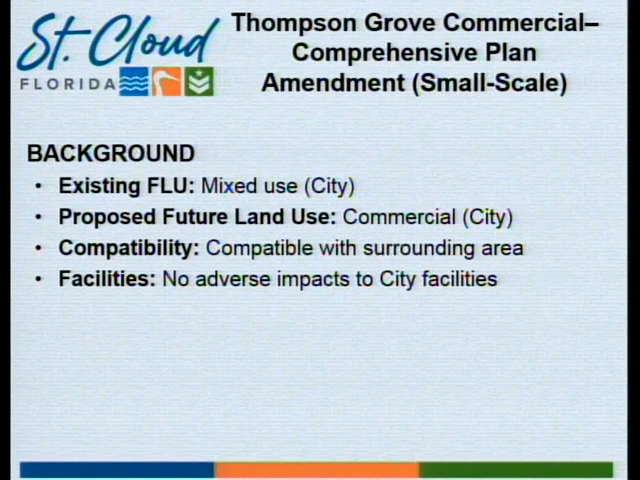 St. Cloud
FLORIDA
Thompson Grove Commercial–
Comprehensive Plan
Amendment (Small-Scale)
BACKGROUND
• Existing FLU: Mixed use (City)
• Proposed Future Land Use: Commercial (City)
• Compatibility: Compatible with surrounding area
• Facilities: No adverse impacts to City facilities